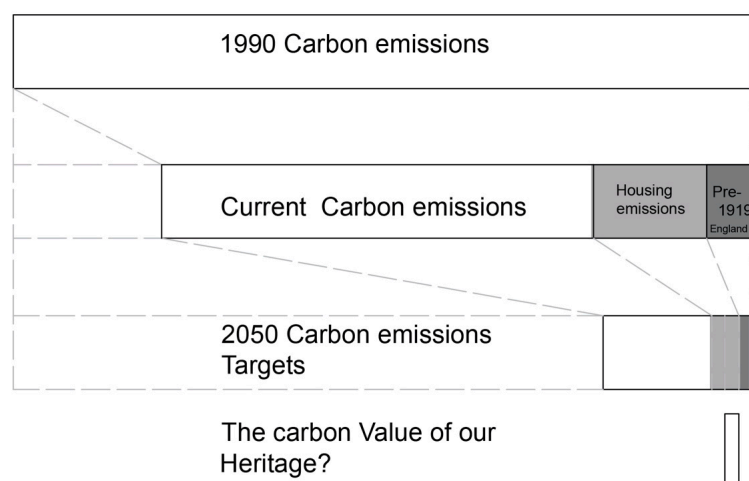 1990 Carbon emissions
Current Carbon emissions
Housing
emissions
Pre-
1919
England
2050 Carbon emissions
Targets
The carbon Value of our
Heritage?